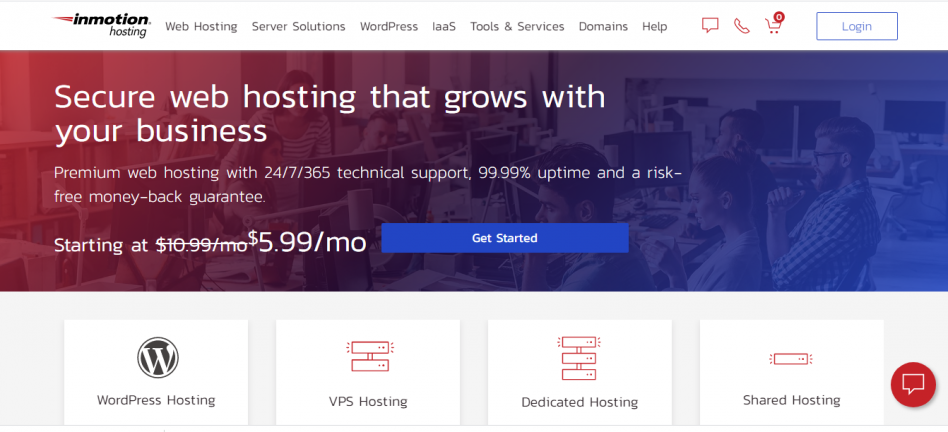 inmotion
hosting
Web Hosting Server Solutions WordPress IaaS Tools & Services Domains Help
0
Login
Secure web hosting that grows with
your business
Premium web hosting with 24/7/365 technical support, 99.99% uptime and a risk-
free money-back guarantee.
Starting at $10.99/mo$5.99/mo
Get Started
WordPress Hosting
VPS Hosting
Dedicated Hosting
Shared Hosting